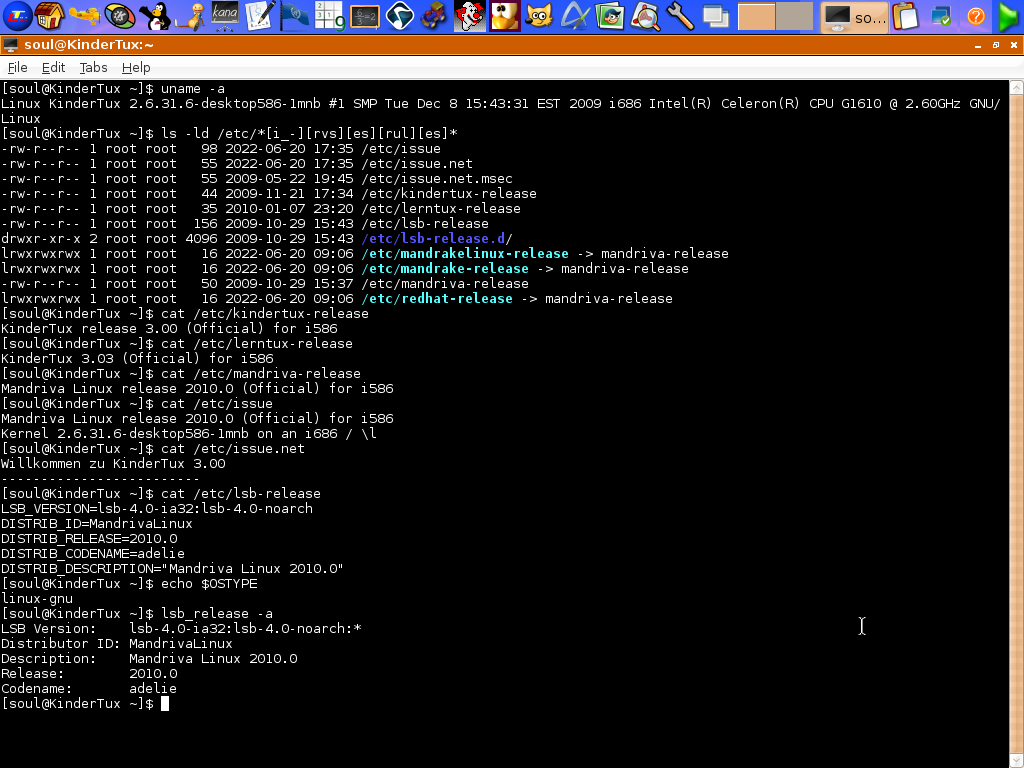 kana
so...
soul@KinderTux:~
File Edit Tabs Help
[soul@KinderTux ~]$ uname -a
Linux KinderTux 2.6.31.6-desktop586-1mnb #1 SMP Tue Dec 8 15:43:31 EST 2009 i686 Intel(R) Celeron(R) CPU G1610 @ 2.60GHz GNU/
Linux
[soul@KinderTux ~]$ ls -ld /etc/*[i_-][rvs][es][rul][es]*
-rw-r--r-- 1 root root   98 2022-06-20 17:35 /etc/issue
-rw-r--r-- 1 root root   55 2022-06-20 17:35 /etc/issue.net
-rw-r--r-- 1 root root   55 2009-05-22 19:45 /etc/issue.net.msec
-rw-r--r-- 1 root root   44 2009-11-21 17:34 /etc/kindertux-release
-rw-r--r-- 1 root root   35 2010-01-07 23:20 /etc/lerntux-release
-rw-r--r-- 1 root root  156 2009-10-29 15:43 /etc/lsb-release
drwxr-xr-x 2 root root 4096 2009-10-29 15:43 /etc/lsb-release.d/
lrwxrwxrwx 1 root root   16 2022-06-20 09:06 /etc/mandrakelinux-release -> mandriva-release
lrwxrwxrwx 1 root root   16 2022-06-20 09:06 /etc/mandrake-release -> mandriva-release
-rw-r--r-- 1 root root   50 2009-10-29 15:37 /etc/mandriva-release
lrwxrwxrwx 1 root root   16 2022-06-20 09:06 /etc/redhat-release -> mandriva-release
[soul@KinderTux ~]$ cat /etc/kindertux-release
KinderTux release 3.00 (Official) for i586
[soul@KinderTux ~]$ cat /etc/lerntux-release
KinderTux 3.03 (Official) for i586
[soul@KinderTux ~]$ cat /etc/mandriva-release
Mandriva Linux release 2010.0 (Official) for i586
[soul@KinderTux ~]$ cat /etc/issue
Mandriva Linux release 2010.0 (Official) for i586
Kernel 2.6.31.6-desktop586-1mnb on an i686 / \l
[soul@KinderTux ~]$ cat /etc/issue.net
Willkommen zu KinderTux 3.00
-------------------------
[soul@KinderTux ~]$ cat /etc/lsb-release
LSB_VERSION=lsb-4.0-ia32:lsb-4.0-noarch
DISTRIB_ID=MandrivaLinux
DISTRIB_RELEASE=2010.0
DISTRIB_CODENAME=adelie
DISTRIB_DESCRIPTION="Mandriva Linux 2010.0"
[soul@KinderTux ~]$ echo $OSTYPE
linux-gnu
[soul@KinderTux ~]$ lsb_release -a
LSB Version:    lsb-4.0-ia32:lsb-4.0-noarch:*
Distributor ID: MandrivaLinux
Description:    Mandriva Linux 2010.0
Release:        2010.0
Codename:       adelie
[soul@KinderTux ~]$